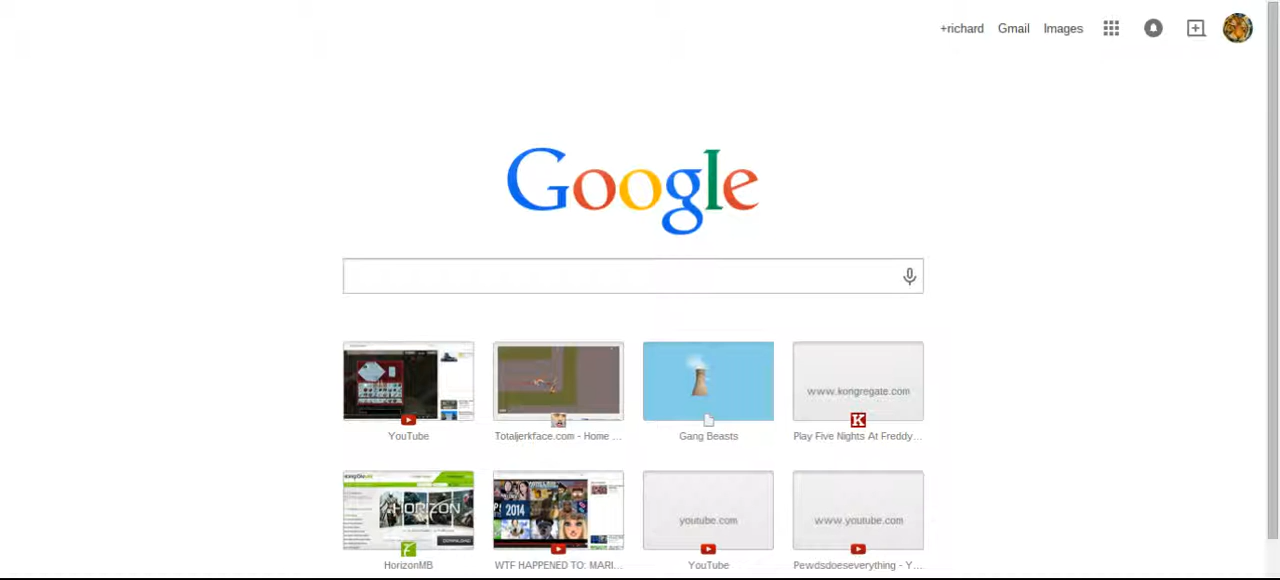 +richard Gmail Images
Google
www.kongregate.com
YouTube
Totaljerkface.com - Home ...
Gang Beasts
Play Five Nights At Freddy...
HORIZON
DOWNLOAD
2014
youtube.com
www.youtube.com
HorizonMB
WTF HAPPENED TO: MARI...
YouTube
Pewdsdoeseverything - Y...